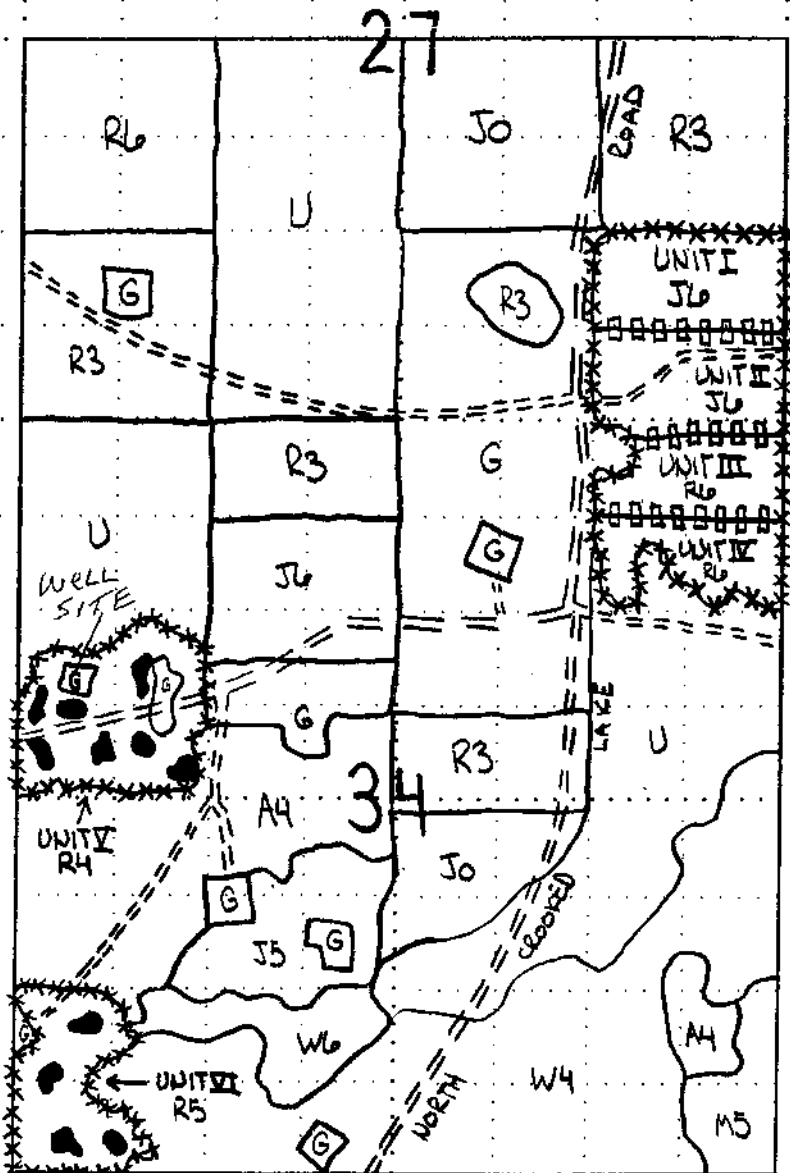 27
R6
U
J0
ROAD
R3
G
R3
R3
UNIT I
J6
UNIT II
J6
R3
G
UNIT III
R6
U
J6
G
UNIT IV
R6
WELL
SITE
G
G
G
LAKE
U
R3
34
UNIT V
R4
A4
J0
G
J5
G
CROOKED
G
W6
A4
UNIT VI
R5
W4
NORTH
M5
G